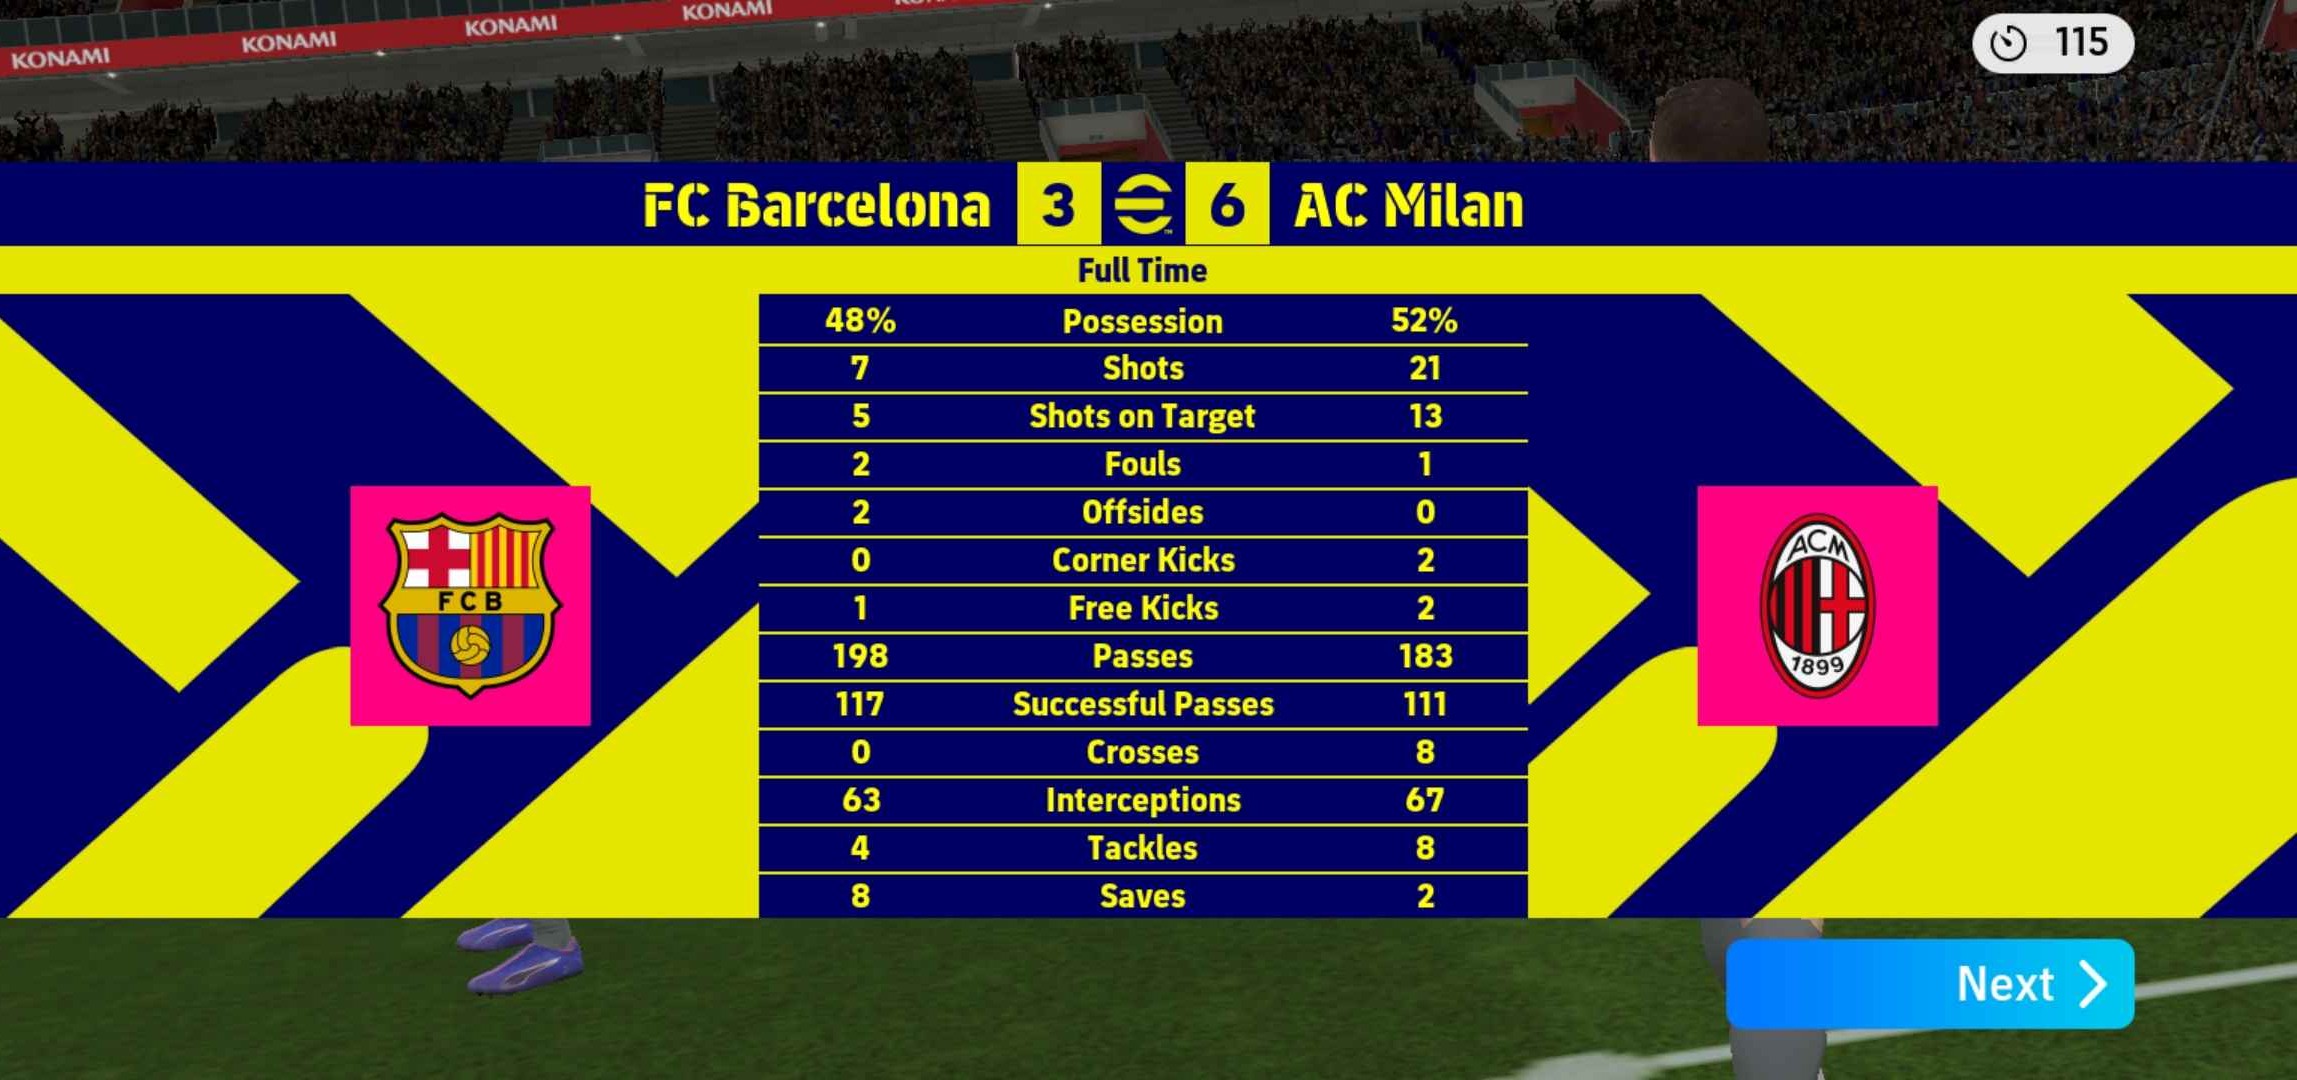 KONAMI KONAMI KONAMI KONAMI
115
FC Barcelona 3 6 AC Milan
Full Time
48% Possession 52%
7 Shots 21
5 Shots on Target 13
2 Fouls 1
2 Offsides 0
0 Corner Kicks 2
1 Free Kicks 2
198 Passes 183
117 Successful Passes 111
0 Crosses 8
63 Interceptions 67
4 Tackles 8
8 Saves 2
FCB
ACM
1899
Next